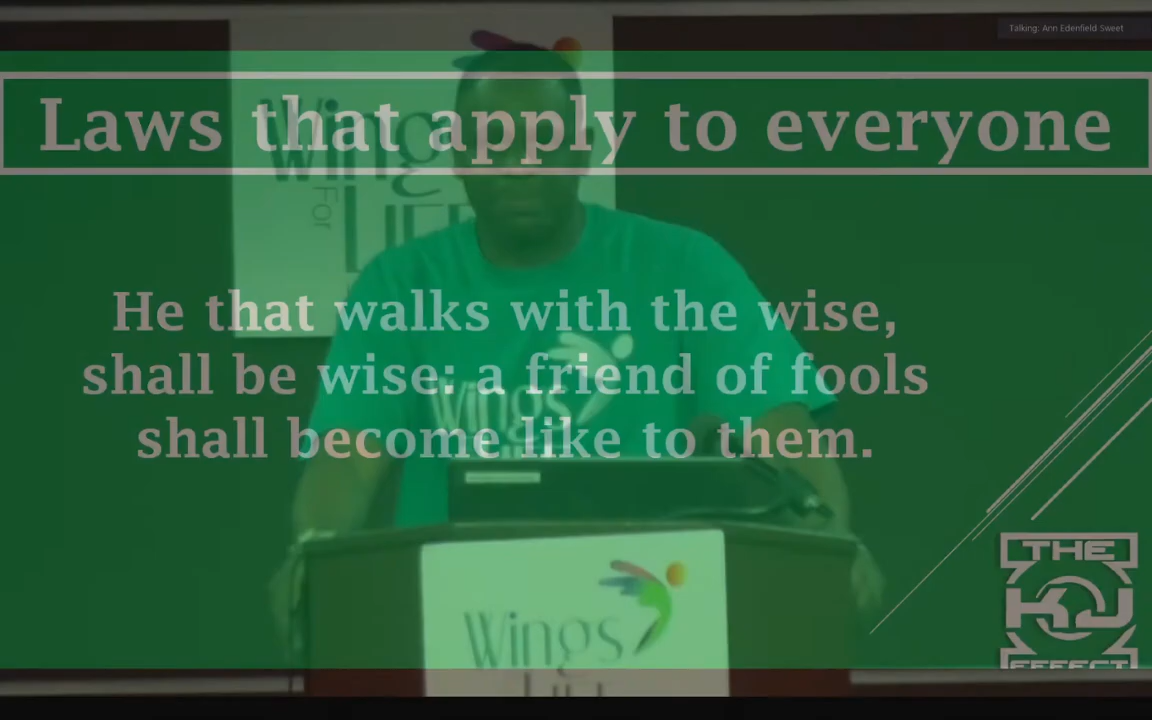 Talking: Ann Edenfield Sweet
Laws that apply to everyone
Wings
For
LIFE
He that walks with the wise,
shall be wise: a friend of fools
shall become like to them.
Wings
THE
KJ
EFFECT
Wings
LIFE